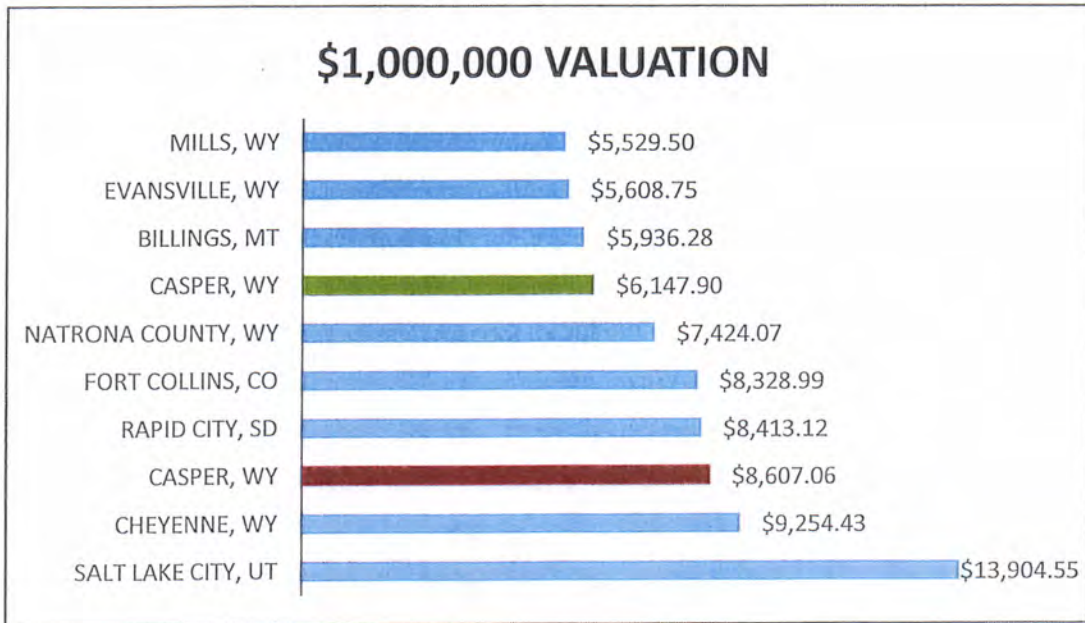 $1,000,000 VALUATION
MILLS, WY $5,529.50
EVANSVILLE, WY $5,608.75
BILLINGS, MT $5,936.28
CASPER, WY $6,147.90
NATRONA COUNTY, WY $7,424.07
FORT COLLINS, CO $8,328.99
RAPID CITY, SD $8,413.12
CASPER, WY $8,607.06
CHEYENNE, WY $9,254.43
SALT LAKE CITY, UT $13,904.55